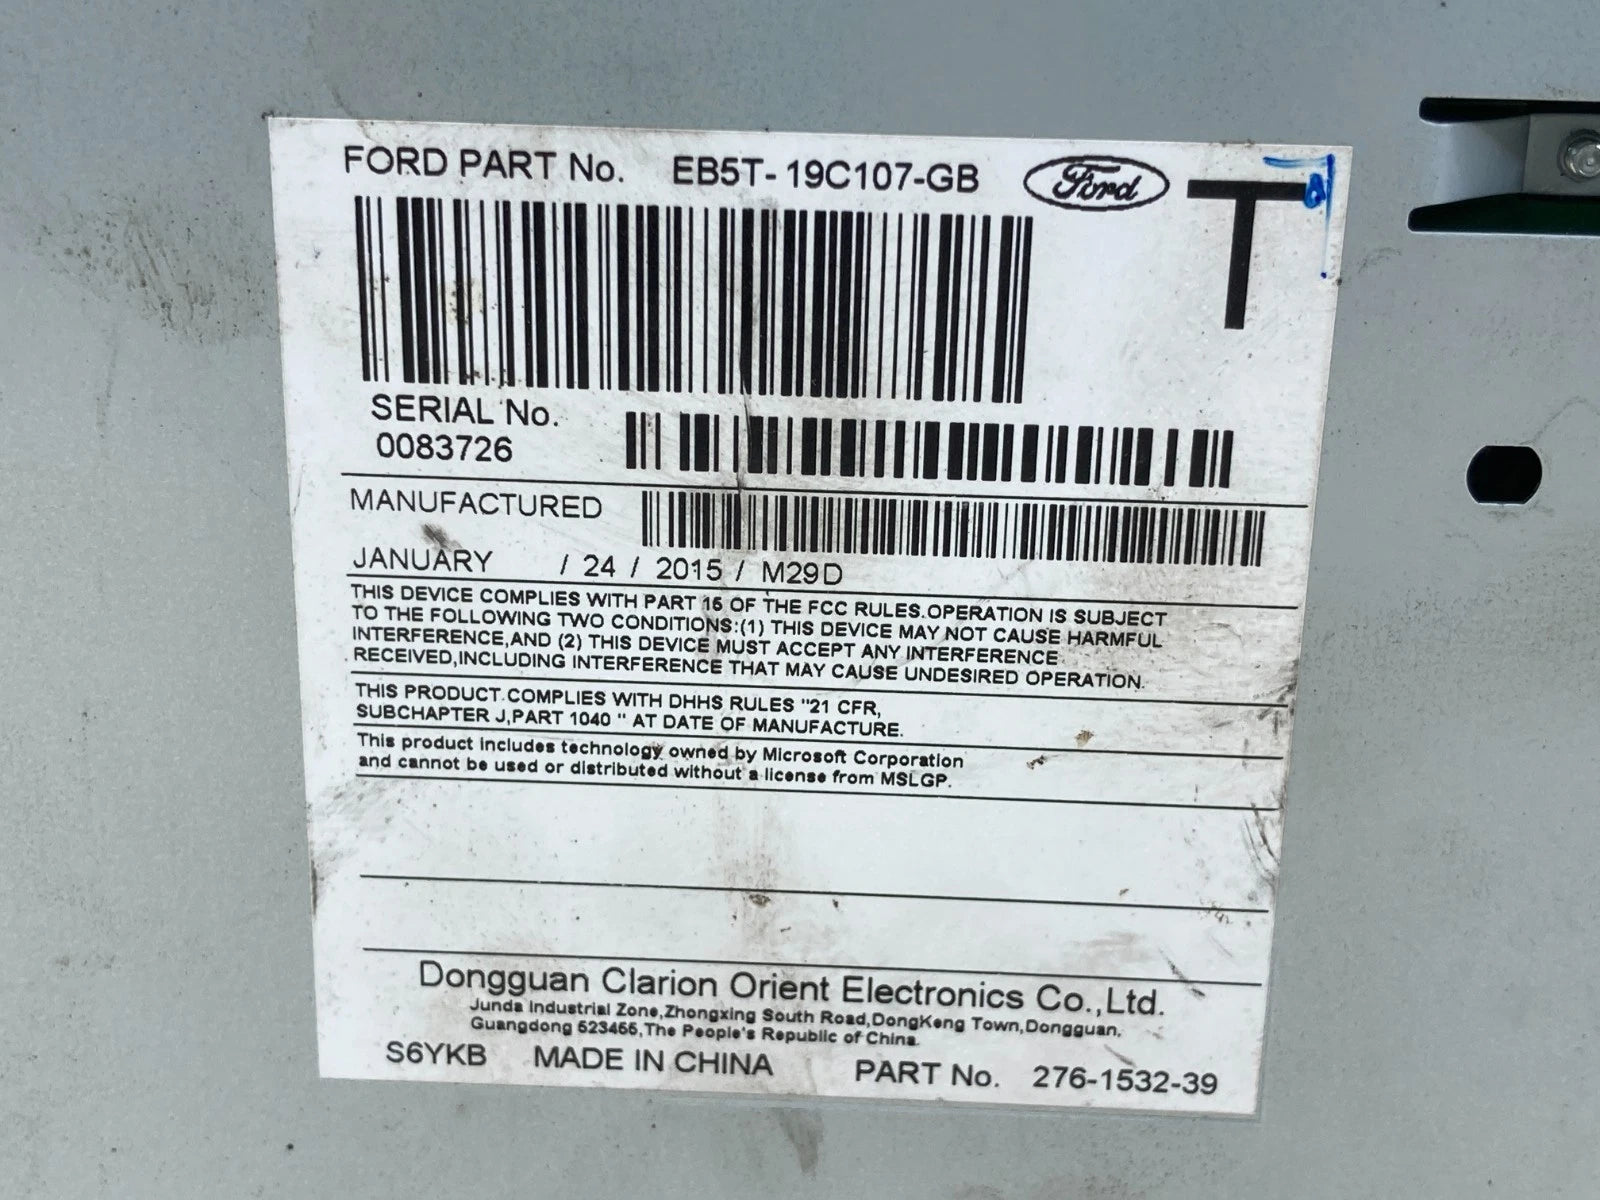 FORD PART No. EB5T-19C107-GB Ford T
SERIAL No.
0083726
MANUFACTURED
JANUARY / 24 / 2015 / M29D
THIS DEVICE COMPLIES WITH PART 15 OF THE FCC RULES.OPERATION IS SUBJECT
TO THE FOLLOWING TWO CONDITIONS:(1) THIS DEVICE MAY NOT CAUSE HARMFUL
INTERFERENCE,AND (2) THIS DEVICE MUST ACCEPT ANY INTERFERENCE
RECEIVED,INCLUDING INTERFERENCE THAT MAY CAUSE UNDESIRED OPERATION.
THIS PRODUCT COMPLIES WITH DHHS RULES "21 CFR,
SUBCHAPTER J,PART 1040 " AT DATE OF MANUFACTURE.
This product includes technology owned by Microsoft Corporation
and cannot be used or distributed without a license from MSLGP.
Dongguan Clarion Orient Electronics Co.,Ltd.
Junda Industrial Zone,Zhongxing South Road,DongKeng Town,Dongguan,
Guangdong 523455,The People's Republic of China.
S6YKB MADE IN CHINA PART No. 276-1532-39